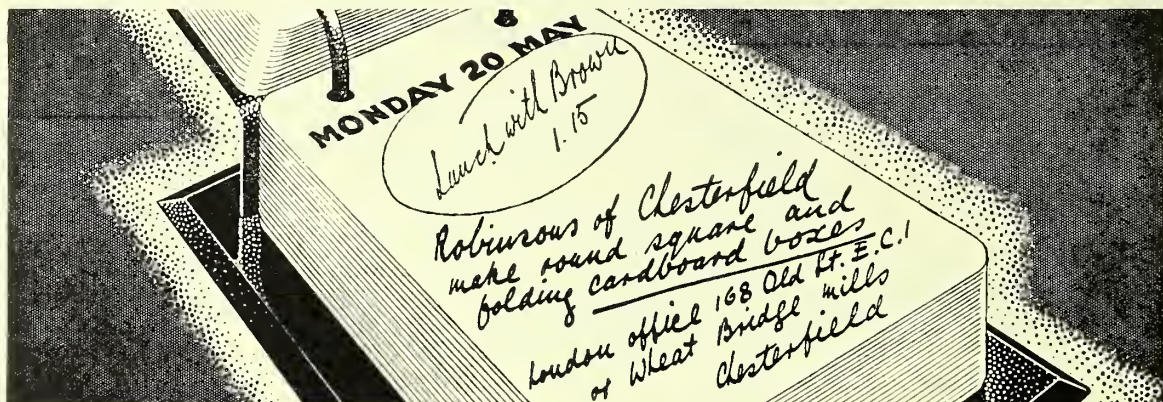 MONDAY 20 MAY
Lunch with Brown
1.15
Robinsons of Chesterfield
make round square and
folding cardboard boxes
London office 168 Old St. E.C.1
or Wheat Bridge mills
Chesterfield